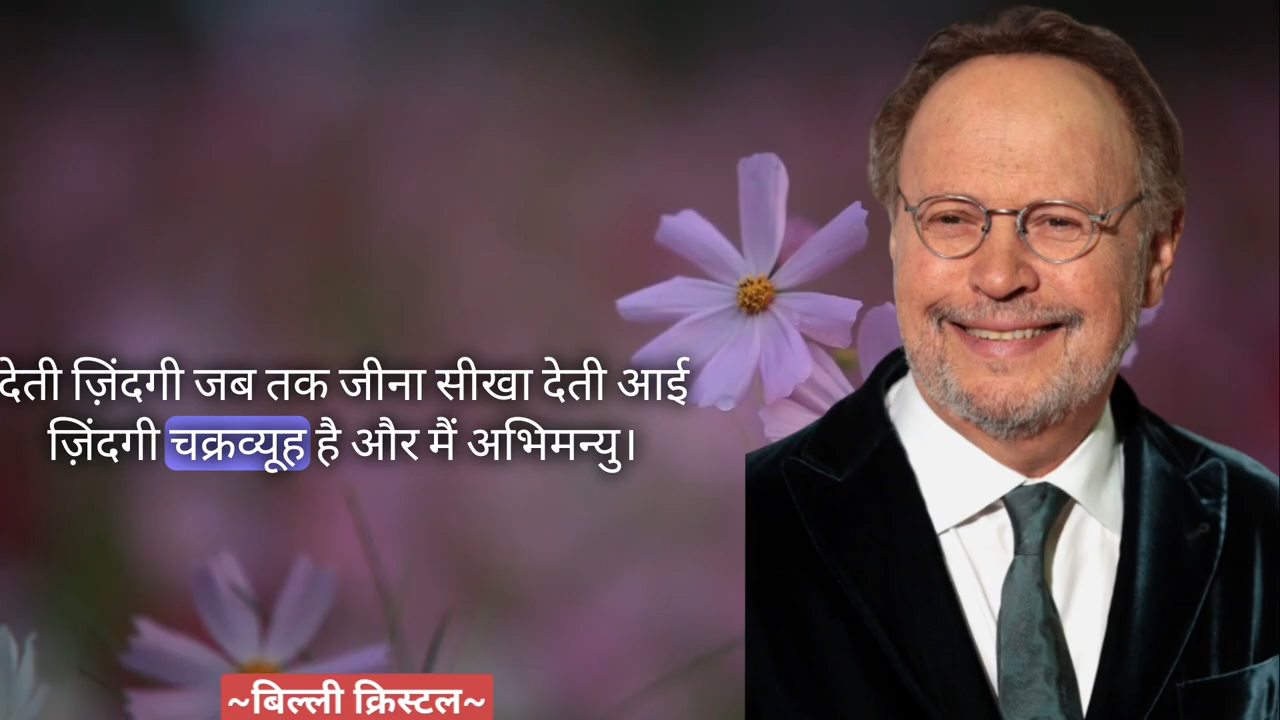 देती ज़िंदगी जब तक जीना सीखा देती आई
ज़िंदगी चक्रव्यूह है और मैं अभिमन्यु।
~बिल्ली क्रिस्टल~